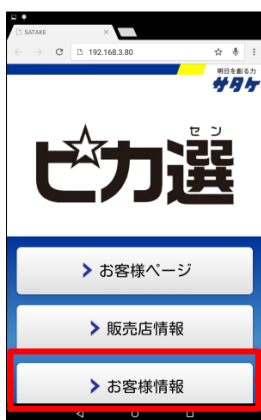 SATAKE
192.168.3.80
明日を創る力
サタケ
セン
ピカ選
お客様ページ
販売店情報
お客様情報